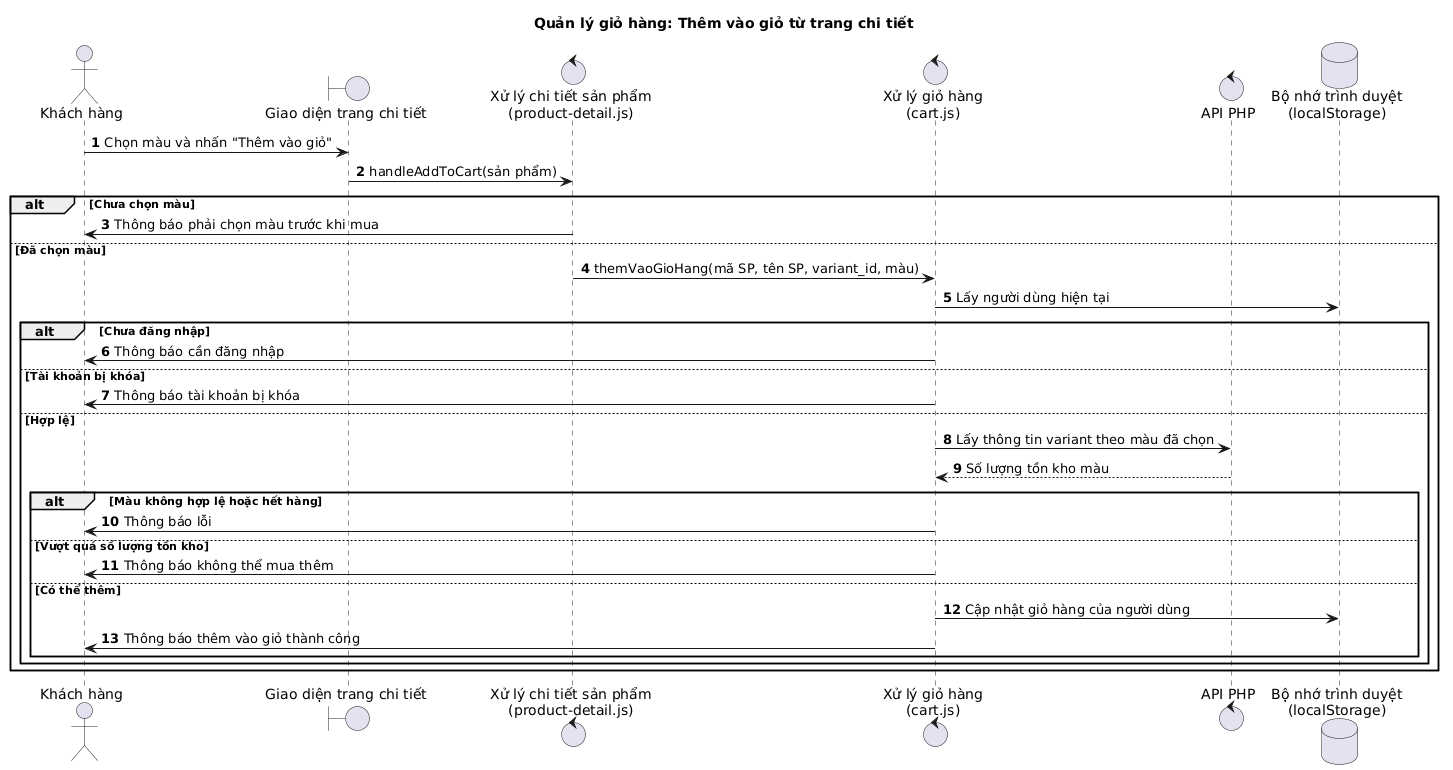 Quản lý giỏ hàng: Thêm vào giỏ từ trang chi tiết
Khách hàng
Giao diện trang chi tiết
Xử lý chi tiết sản phẩm
(product-detail.js)
Xử lý giỏ hàng
(cart.js)
API PHP
Bộ nhớ trình duyệt
(localStorage)
1 Chọn màu và nhấn "Thêm vào giỏ"
2 handleAddToCart(sản phẩm)
alt [Chưa chọn màu]
3 Thông báo phải chọn màu trước khi mua
[Đã chọn màu]
4 themVaoGioHang(mã SP, tên SP, variant_id, màu)
5 Lấy người dùng hiện tại
alt [Chưa đăng nhập]
6 Thông báo cần đăng nhập
[Tài khoản bị khóa]
7 Thông báo tài khoản bị khóa
[Hợp lệ]
8 Lấy thông tin variant theo màu đã chọn
9 Số lượng tồn kho màu
alt [Màu không hợp lệ hoặc hết hàng]
10 Thông báo lỗi
[Vượt quá số lượng tồn kho]
11 Thông báo không thể mua thêm
[Có thể thêm]
12 Cập nhật giỏ hàng của người dùng
13 Thông báo thêm vào giỏ thành công
Khách hàng
Giao diện trang chi tiết
Xử lý chi tiết sản phẩm
(product-detail.js)
Xử lý giỏ hàng
(cart.js)
API PHP
Bộ nhớ trình duyệt
(localStorage)